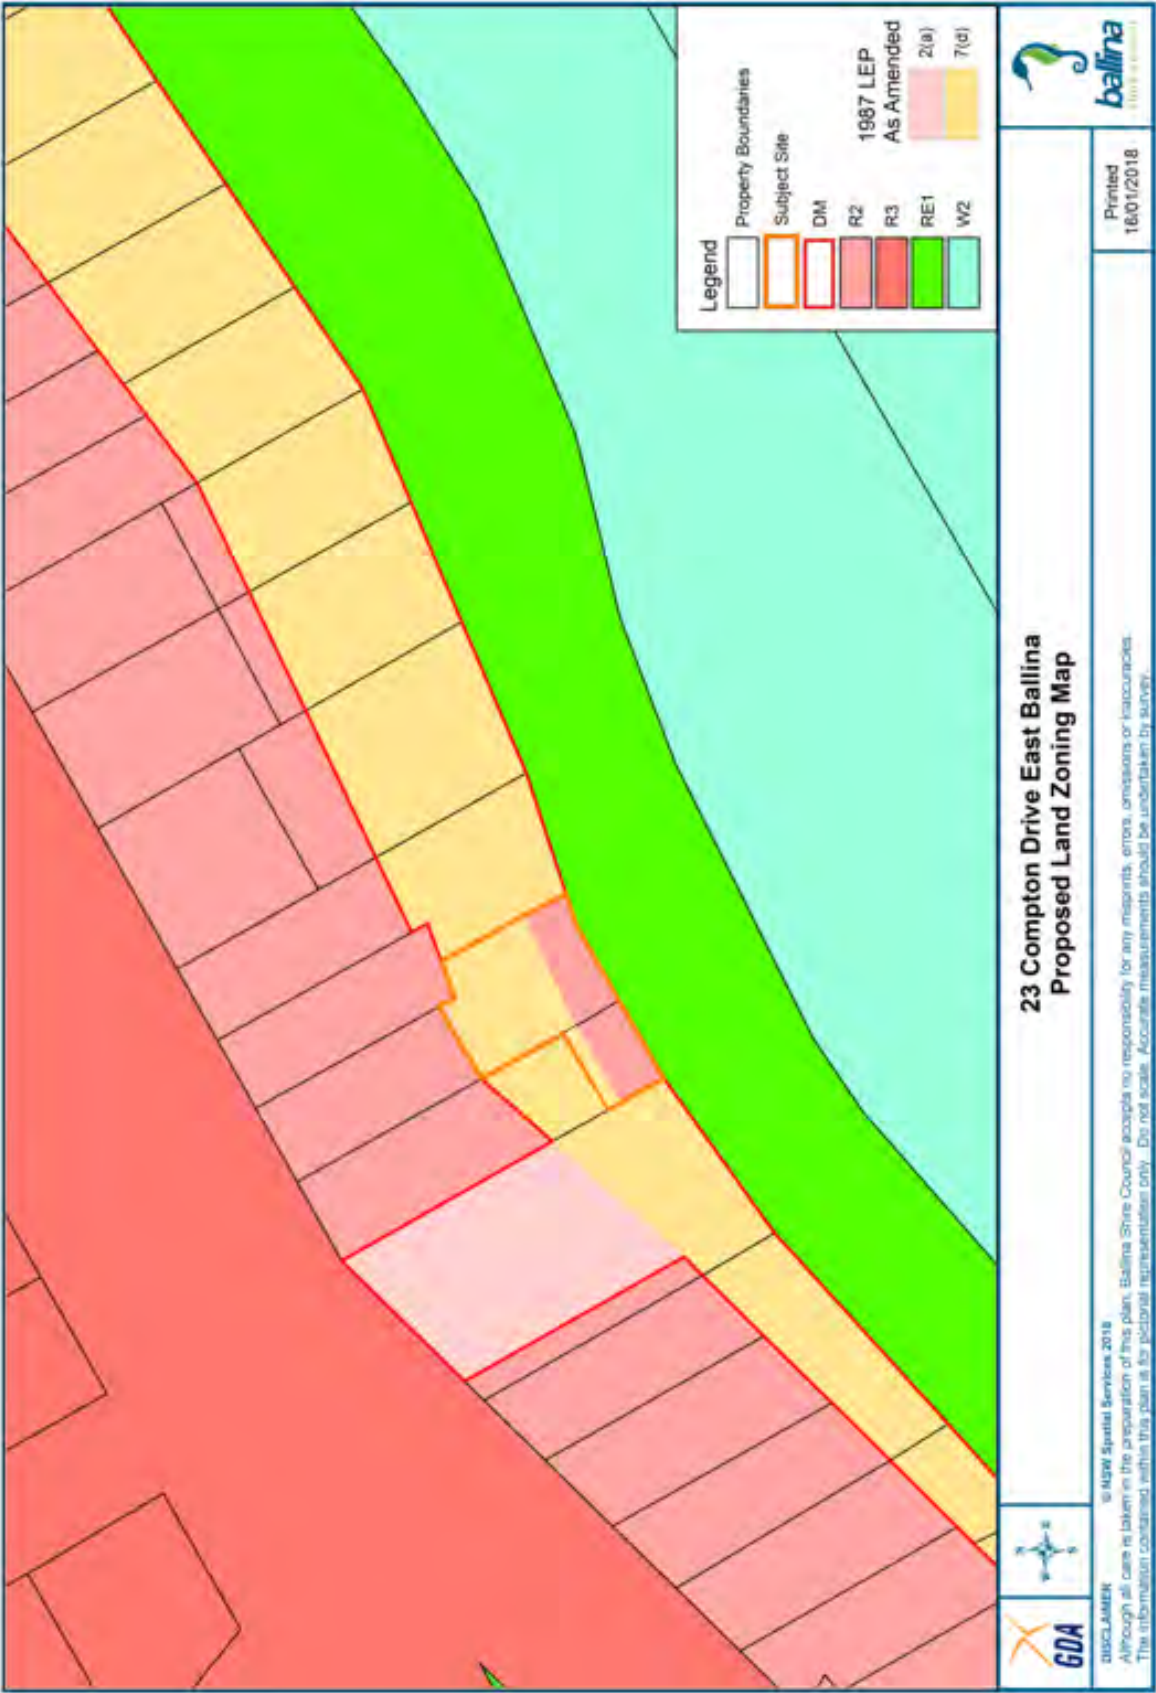 Legend
Property Boundaries
Subject Site
DM
R2
R3
RE1
W2
1987 LEP
As Amended
2(a)
7(d)
GDA
N
S
23 Compton Drive East Ballina
Proposed Land Zoning Map
ballina
Printed
16/01/2018
DISCLAIMER © NSW Spatial Services 2018
Although all care is taken in the preparation of this plan, Ballina Shire Council accepts no responsibility for any misprints, errors, omissions or inaccuracies.
The information contained within this plan is for pictorial representation only. Do not scale. Accurate measurements should be undertaken by survey.